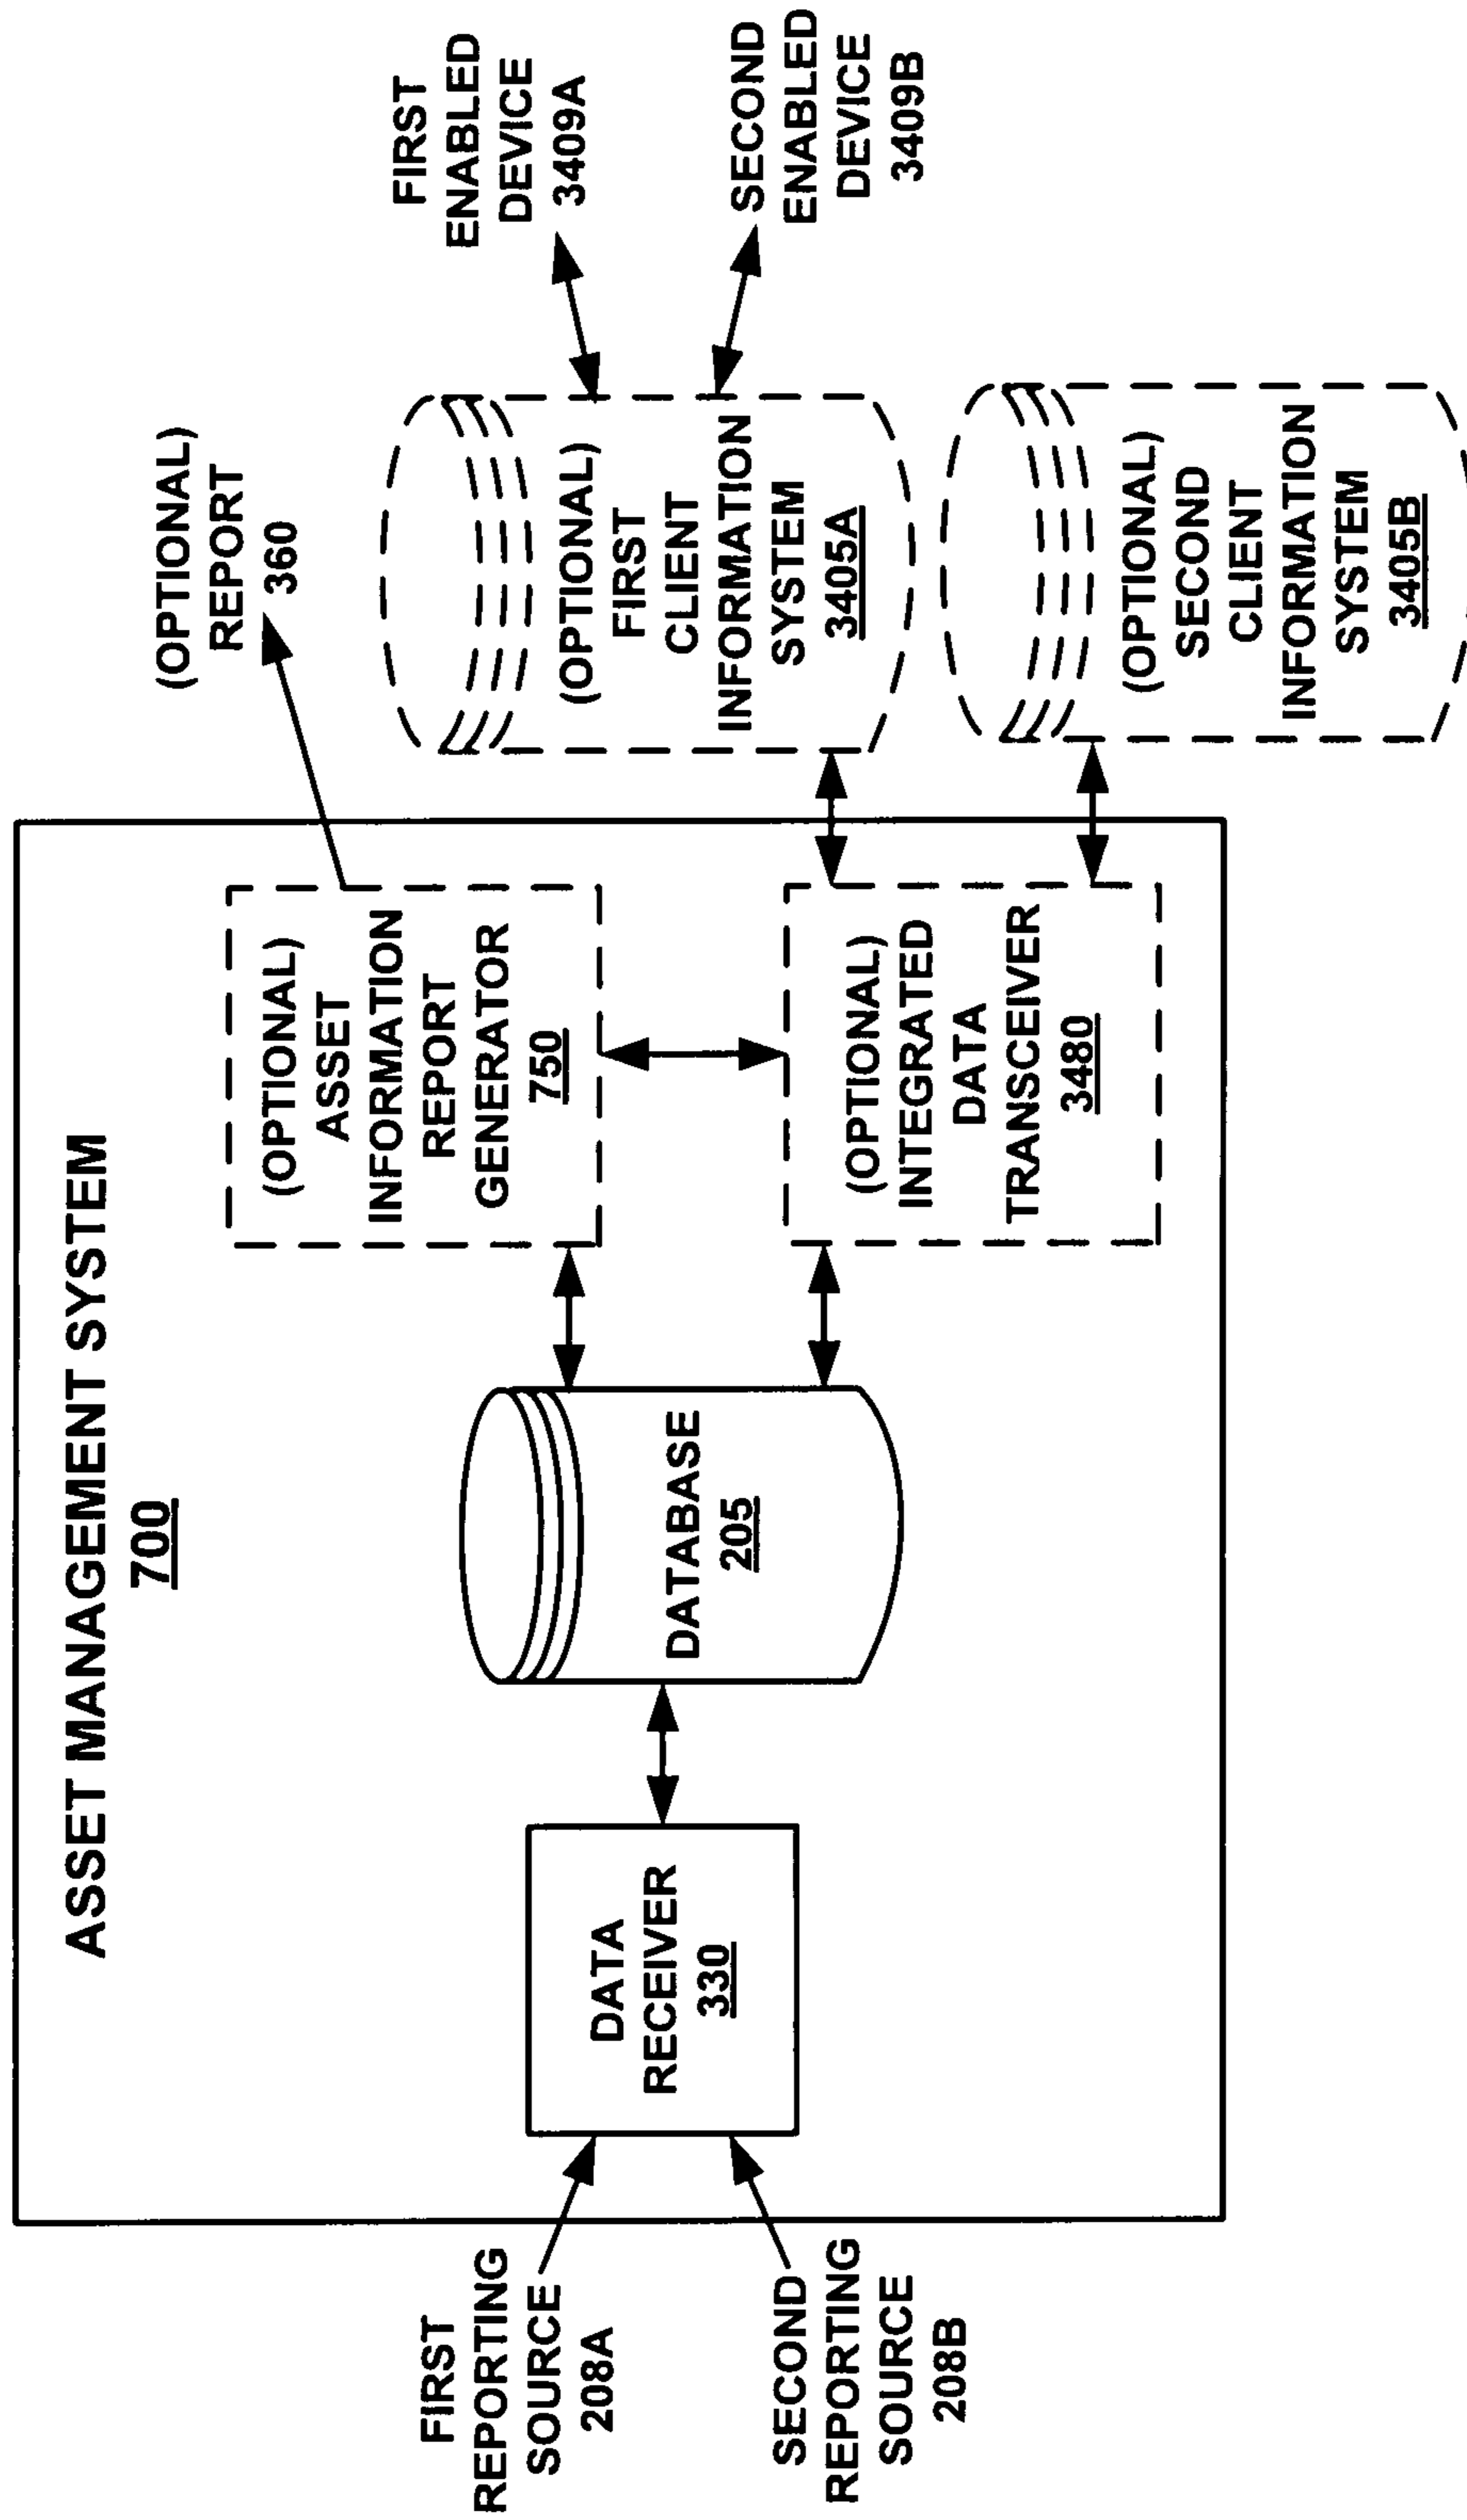 ASSET MANAGEMENT SYSTEM
700
FIRST
REPORTING
SOURCE
208A
SECOND
REPORTING
SOURCE
208B
DATA
RECEIVER
330
DATABASE
205
(OPTIONAL)
ASSET
INFORMATION
REPORT
GENERATOR
750
(OPTIONAL)
INTEGRATED
DATA
TRANSCEIVER
3480
(OPTIONAL)
REPORT
360
(OPTIONAL)
FIRST
CLIENT
INFORMATION
SYSTEM
3405A
(OPTIONAL)
SECOND
CLIENT
INFORMATION
SYSTEM
3405B
FIRST
ENABLED
DEVICE
3409A
SECOND
ENABLED
DEVICE
3409B